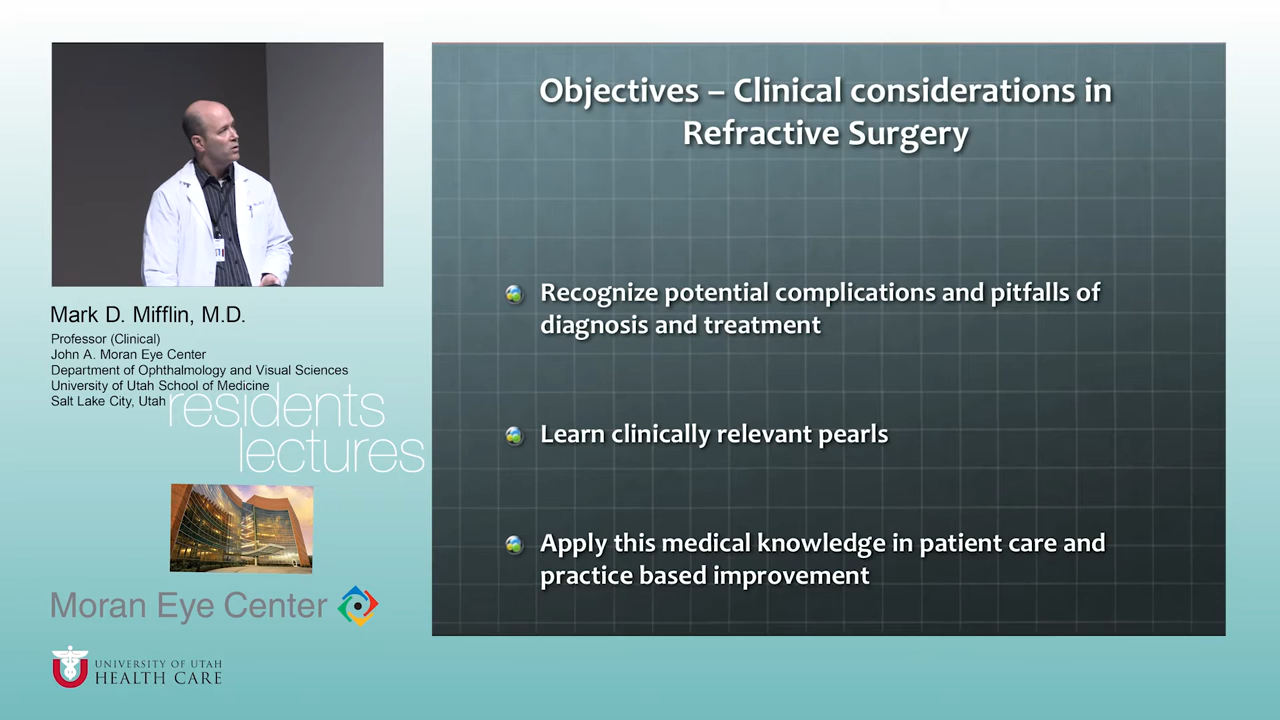 Objectives – Clinical considerations in
Refractive Surgery
Recognize potential complications and pitfalls of
diagnosis and treatment
Learn clinically relevant pearls
Apply this medical knowledge in patient care and
practice based improvement
Mark D. Mifflin, M.D.
Professor (Clinical)
John A. Moran Eye Center
Department of Ophthalmology and Visual Sciences
University of Utah School of Medicine
Salt Lake City, Utah
residents
lectures
Moran Eye Center
UNIVERSITY OF UTAH
HEALTH CARE